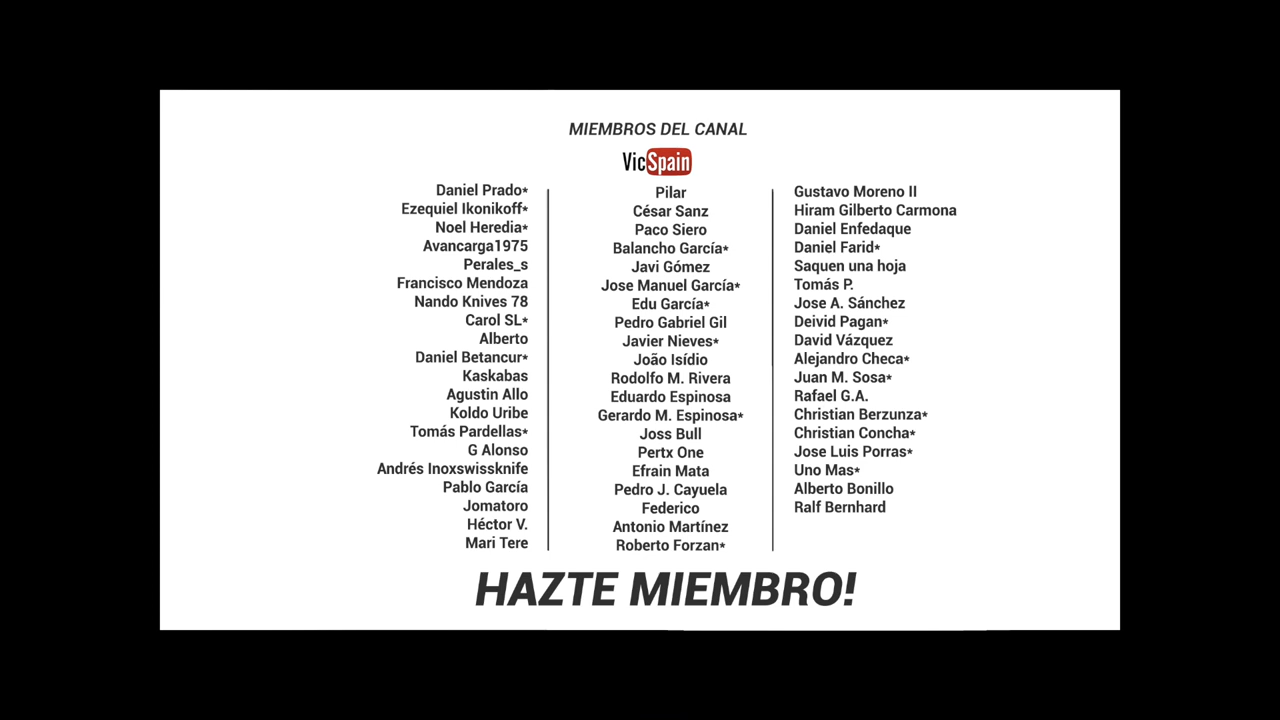 MIEMBROS DEL CANAL
VicSpain
Daniel Prado*
Ezequiel Ikonikoff*
Noel Heredia*
Avancarga1975
Perales_s
Francisco Mendoza
Nando Knives 78
Carol SL*
Alberto
Daniel Betancur*
Kaskabas
Agustin Allo
Koldo Uribe
Tomás Pardellas*
G Alonso
Andrés Inoxswissknife
Pablo García
Jomatoro
Héctor V.
Mari Tere
Pilar
César Sanz
Paco Siero
Balancho García*
Javi Gómez
Jose Manuel García*
Edu García*
Pedro Gabriel Gil
Javier Nieves*
João Isídio
Rodolfo M. Rivera
Eduardo Espinosa
Gerardo M. Espinosa*
Joss Bull
Pertx One
Efrain Mata
Pedro J. Cayuela
Federico
Antonio Martínez
Roberto Forzan*
Gustavo Moreno II
Hiram Gilberto Carmona
Daniel Enfedaque
Daniel Farid*
Saquen una hoja
Tomás P.
Jose A. Sánchez
Deivid Pagan*
David Vázquez
Alejandro Checa*
Juan M. Sosa*
Rafael G.A.
Christian Berzunza*
Christian Concha*
Jose Luis Porras*
Uno Mas*
Alberto Bonillo
Ralf Bernhard
HAZTE MIEMBRO!